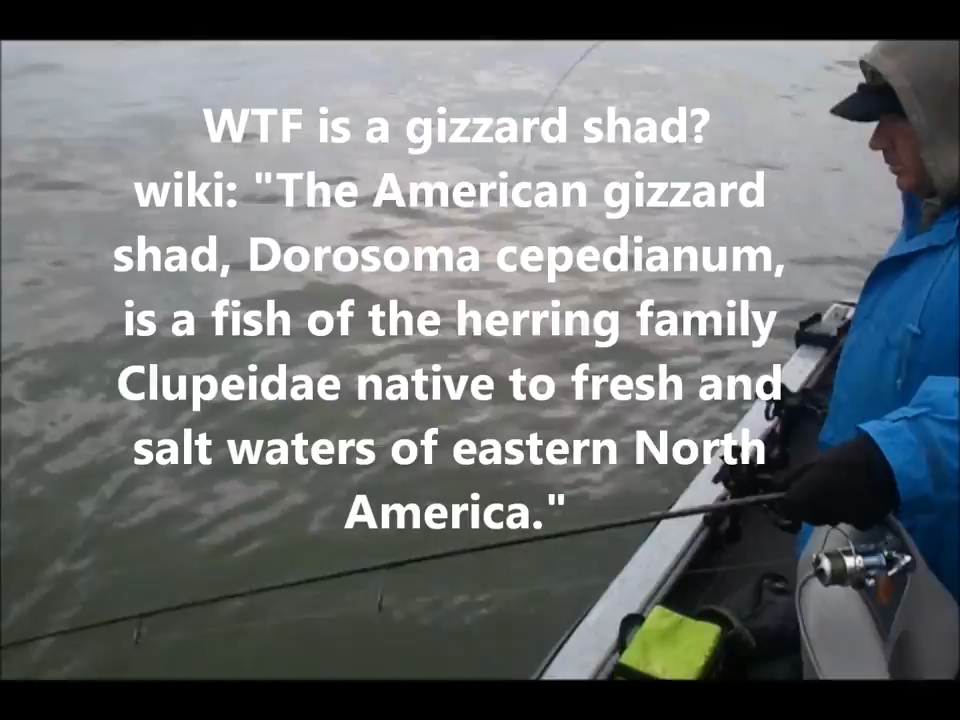 WTF is a gizzard shad?
wiki: "The American gizzard
shad, Dorosoma cepedianum,
is a fish of the herring family
Clupeidae native to fresh and
salt waters of eastern North
America."